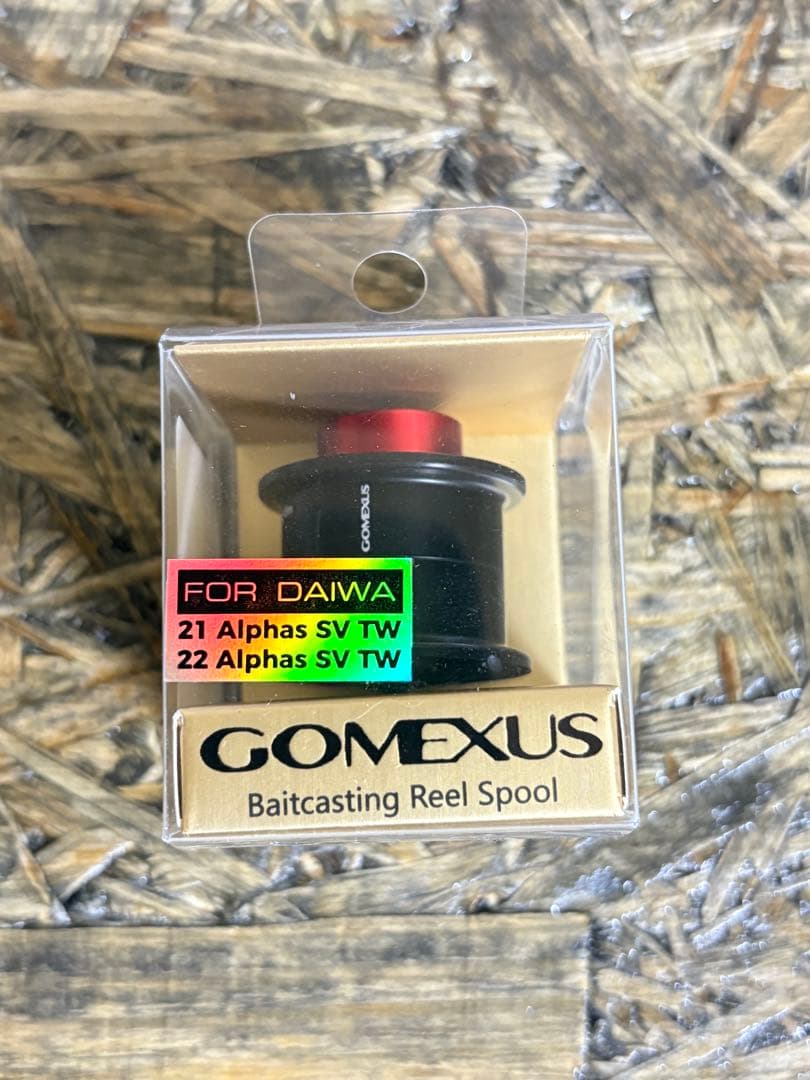 GOMEXUS
FOR DAIWA
21 Alphas SV TW
22 Alphas SV TW
GOMEXUS
Baitcasting Reel Spool